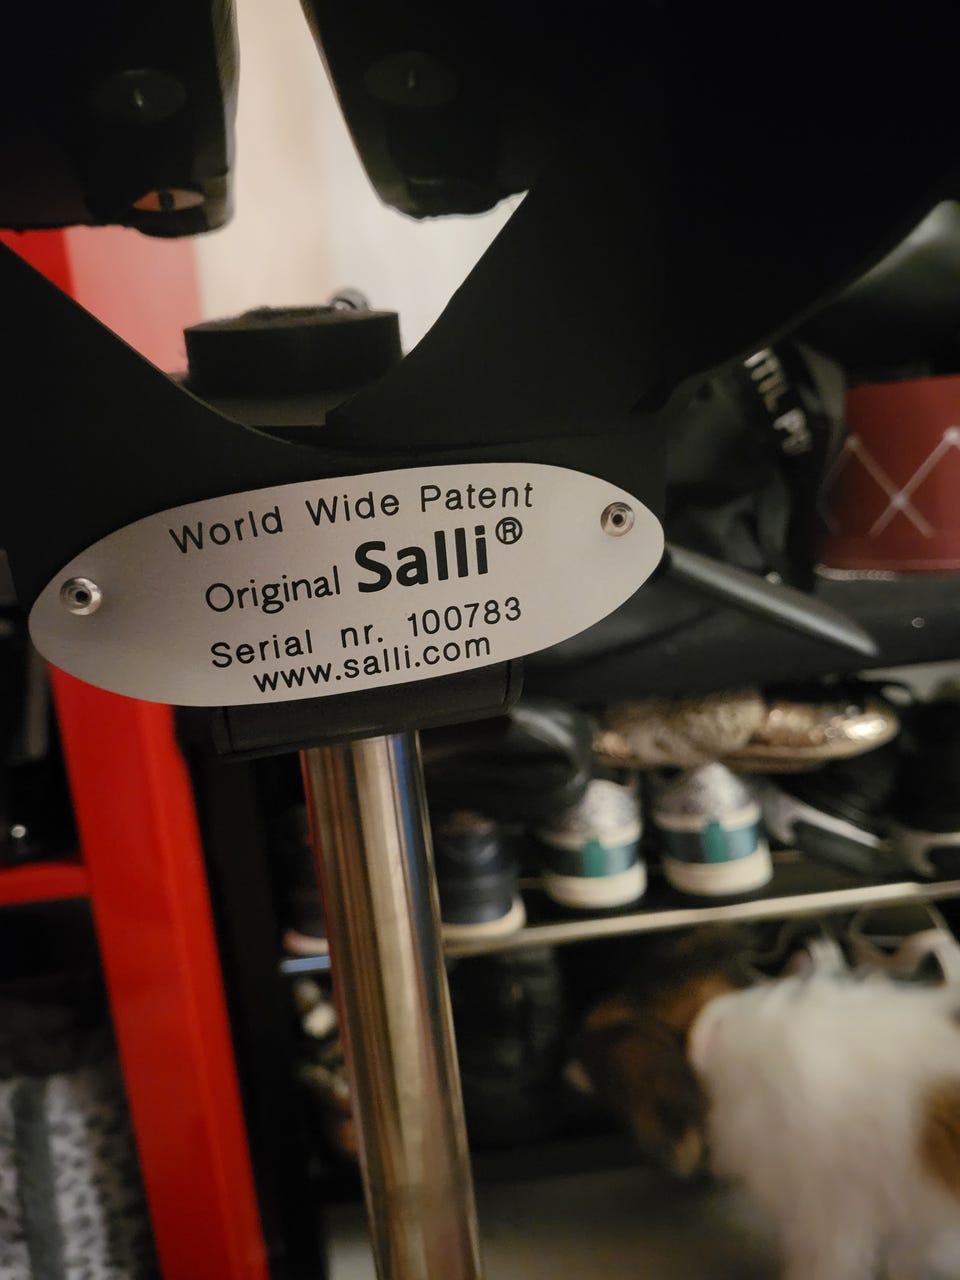 World Wide Patent
Original Salli®
Serial nr. 100783
www.salli.com